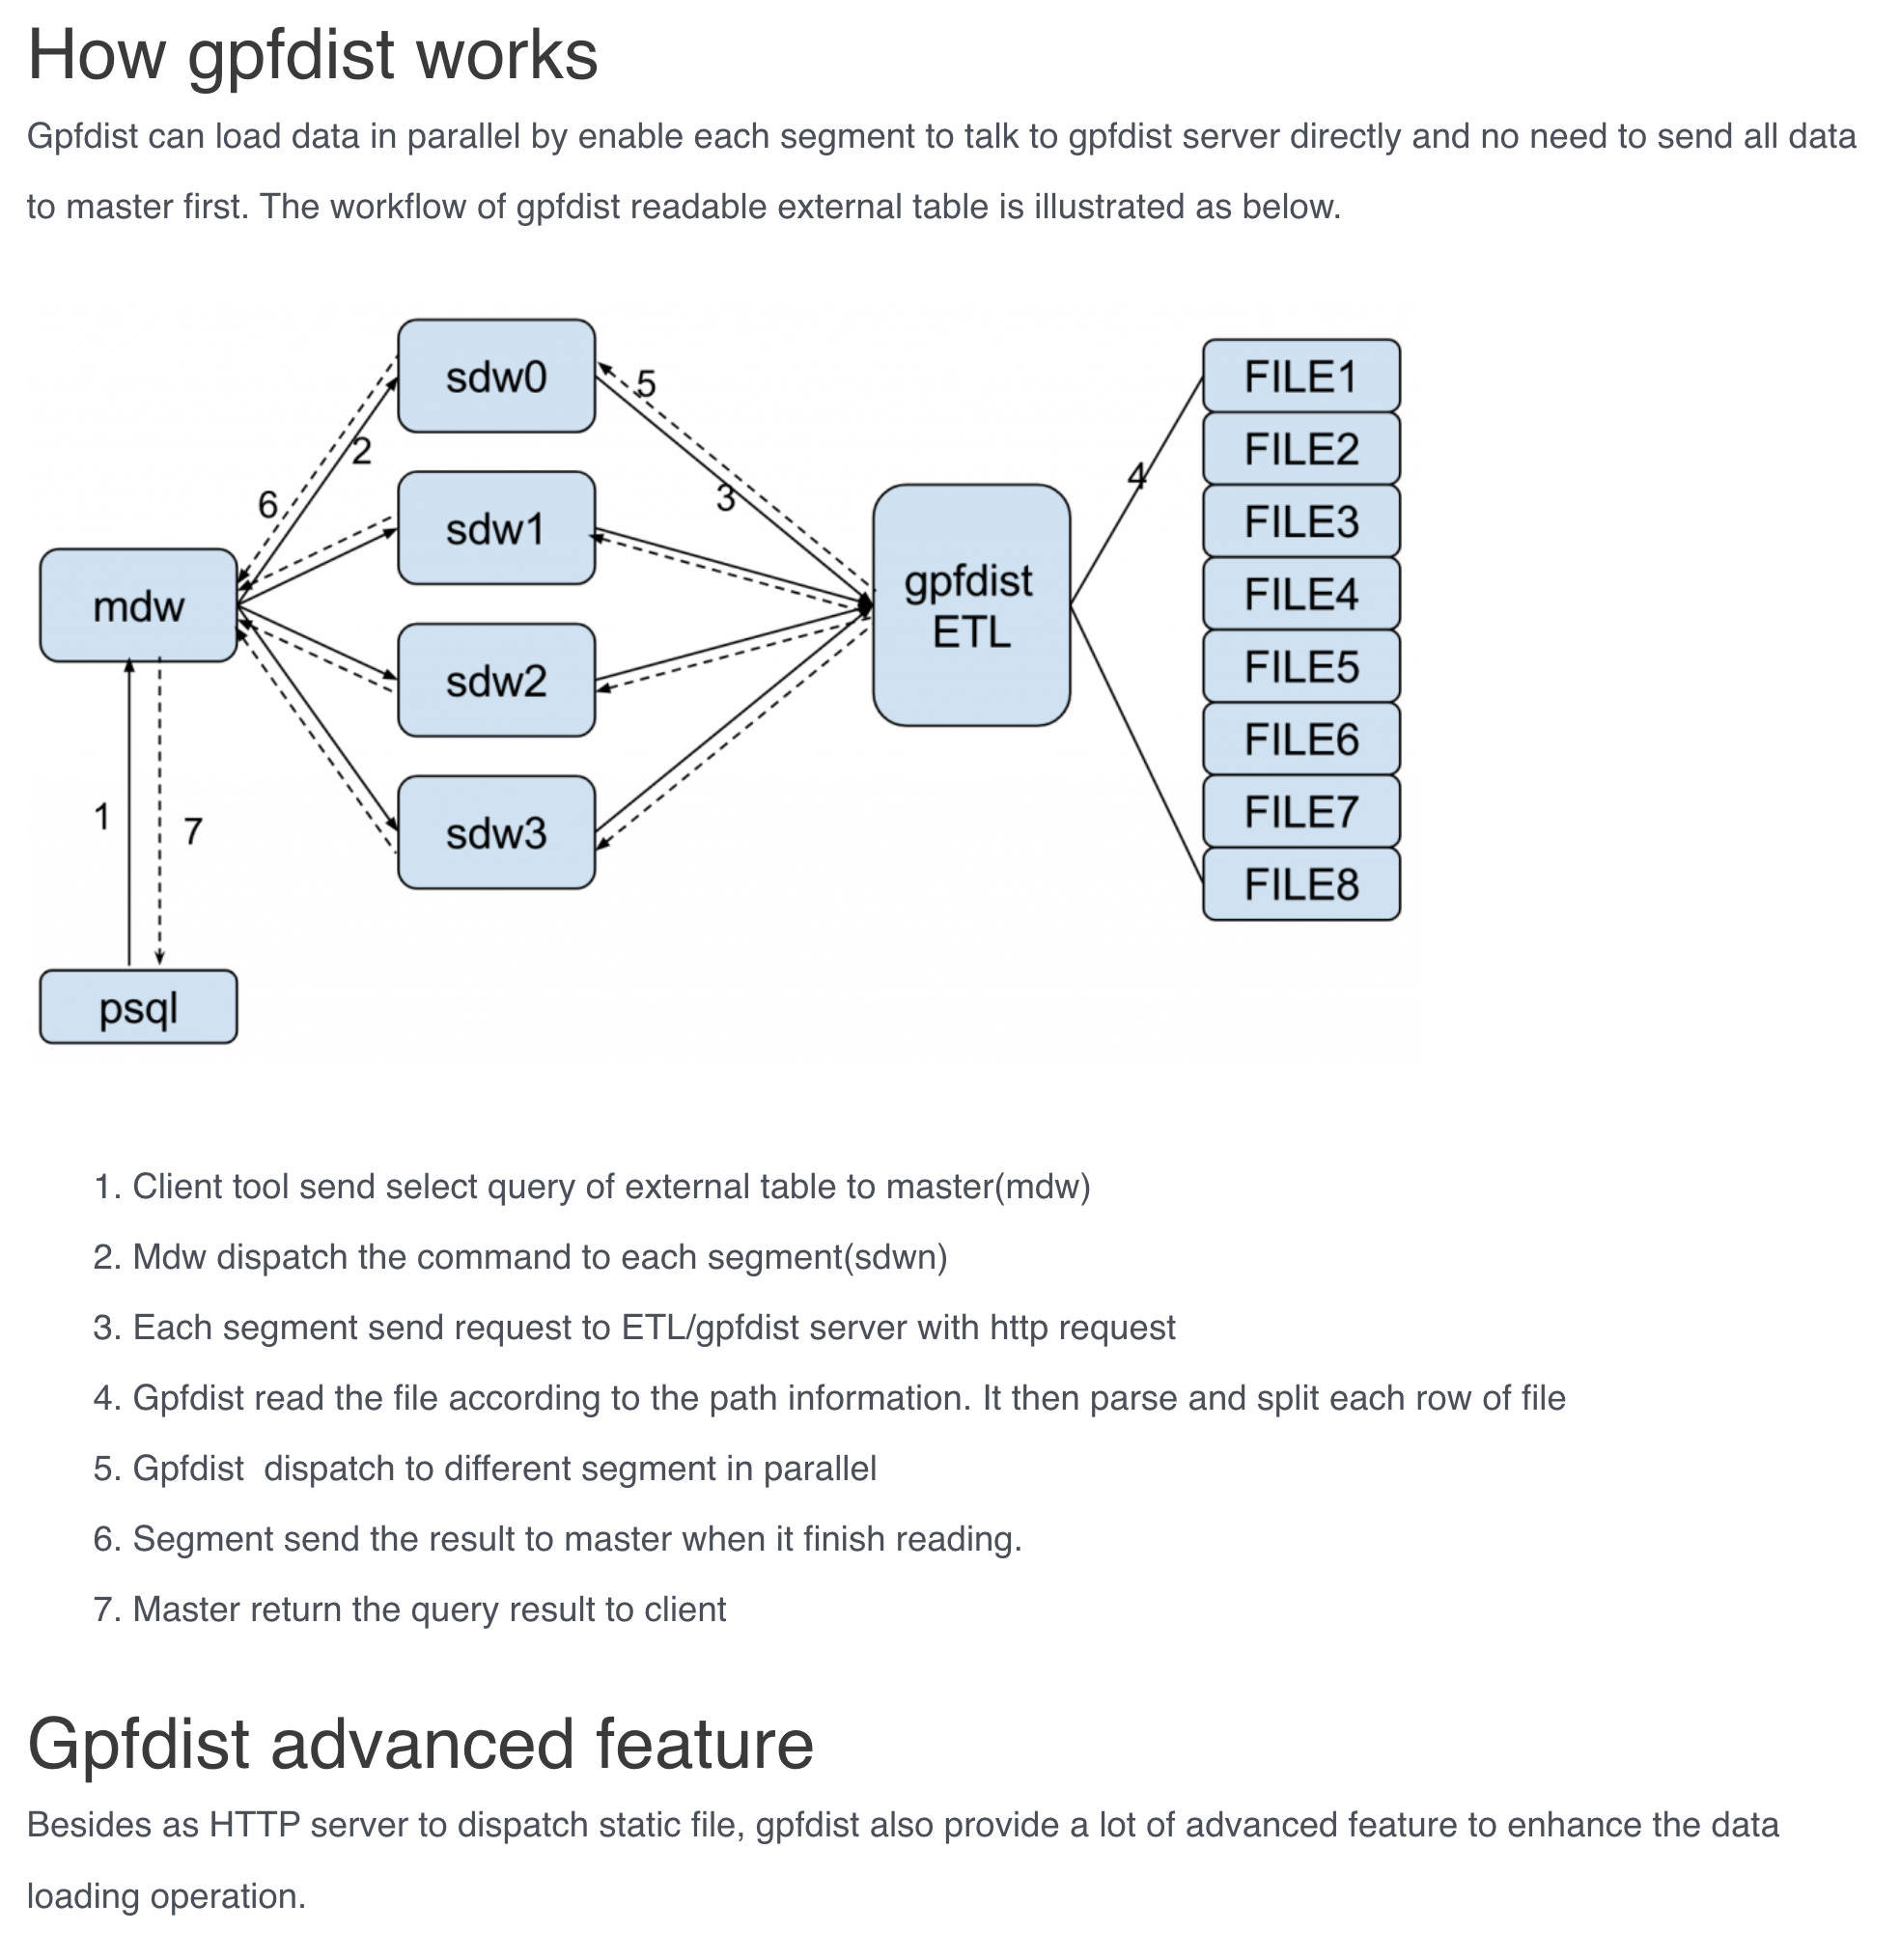 How gpfdist works
Gpfdist can load data in parallel by enable each segment to talk to gpfdist server directly and no need to send all data
to master first. The workflow of gpfdist readable external table is illustrated as below.
sdw0
5
FILE1
2
FILE2
4
6
3
sdw1
FILE3
gpfdist
ETL
FILE4
mdw
FILE5
sdw2
FILE6
1
7
sdw3
FILE7
FILE8
psql
1. Client tool send select query of external table to master(mdw)
2. Mdw dispatch the command to each segment(sdwn)
3. Each segment send request to ETL/gpfdist server with http request
4. Gpfdist read the file according to the path information. It then parse and split each row of file
5. Gpfdist  dispatch to different segment in parallel
6. Segment send the result to master when it finish reading.
7. Master return the query result to client
Gpfdist advanced feature
Besides as HTTP server to dispatch static file, gpfdist also provide a lot of advanced feature to enhance the data
loading operation.